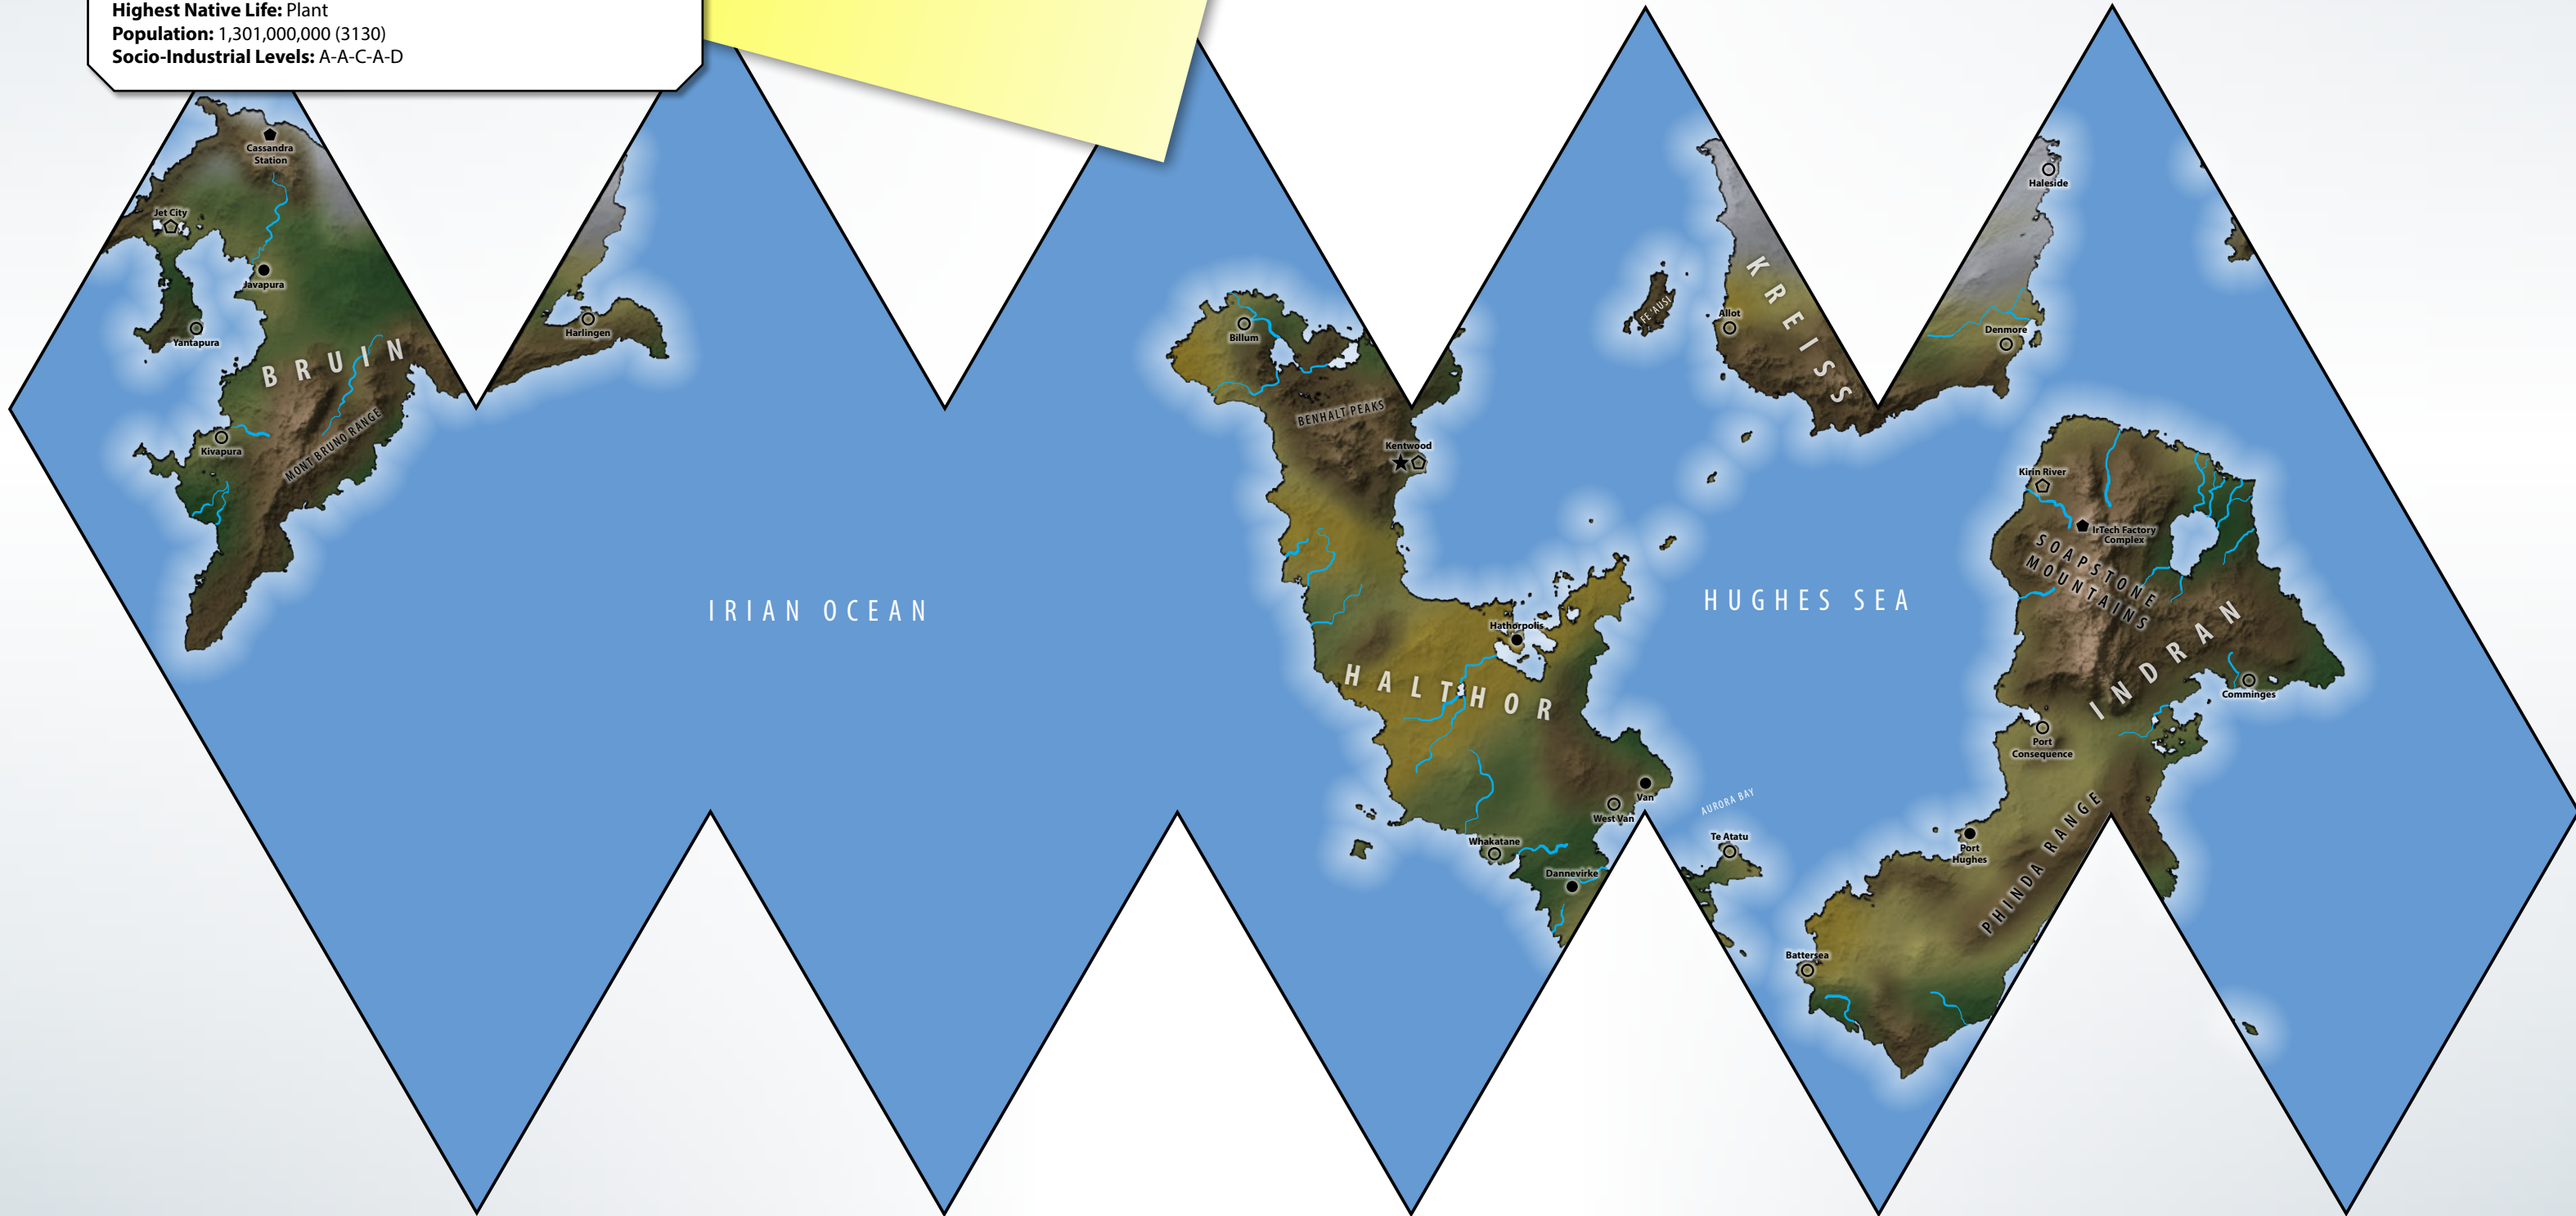 Highest Native Life: Plant
Population: 1,301,000,000 (3130)
Socio-Industrial Levels: A-A-C-A-D
Cassandra
Station
Jet City
Javapura
Yantapura
BRUIN
MONT BRUNO RANGE
Kivapura
Harlingen
IRIAN OCEAN
Billum
BENHALT PEAKS
Kentwood
Hathorpolis
HALTHOR
Van
West Van
Whakatane
Dannevirke
FE'AUSI
Allot
KREISS
Haleside
Denmore
HUGHES SEA
AURORA BAY
Te Atatu
Kirin River
IrTech Factory
Complex
SOAPSTONE
MOUNTAINS
INDRAN
Comminges
Port
Consequence
Port
Hughes
PHINDA RANGE
Battersea